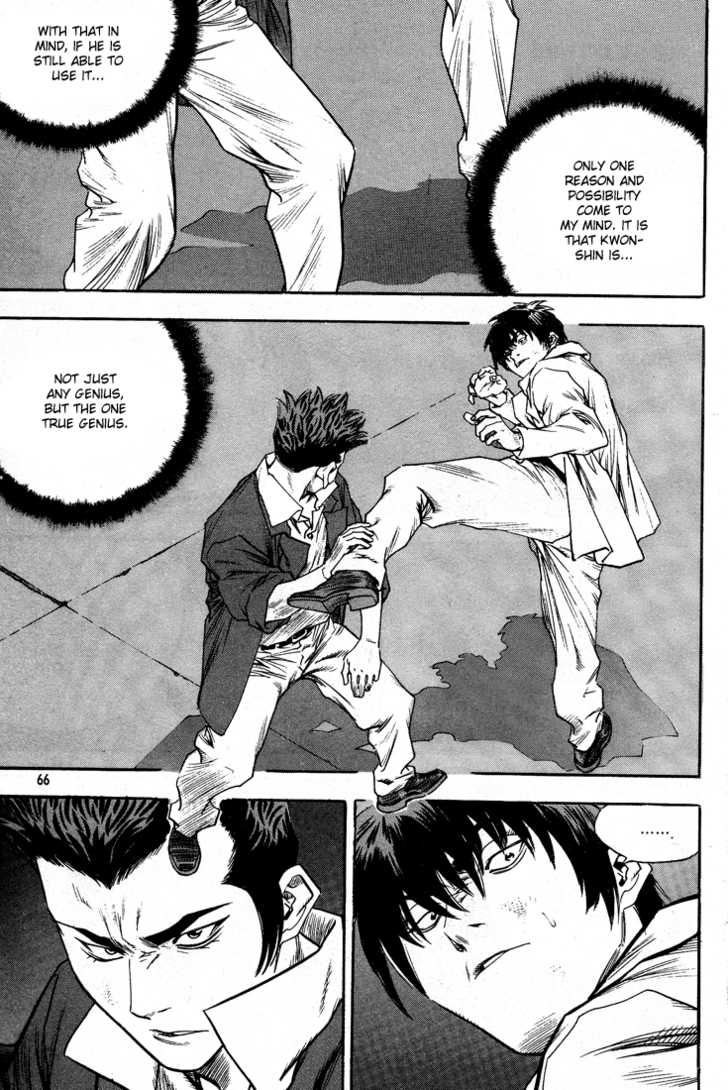 WITH THAT IN
MIND, IF HE IS
STILL ABLE TO
USE IT...
ONLY ONE
REASON AND
POSSIBILITY
COME TO
MY MIND. IT IS
THAT KWON-
SHIN IS...
NOT JUST
ANY GENIUS,
BUT THE ONE
TRUE GENIUS.
66
......